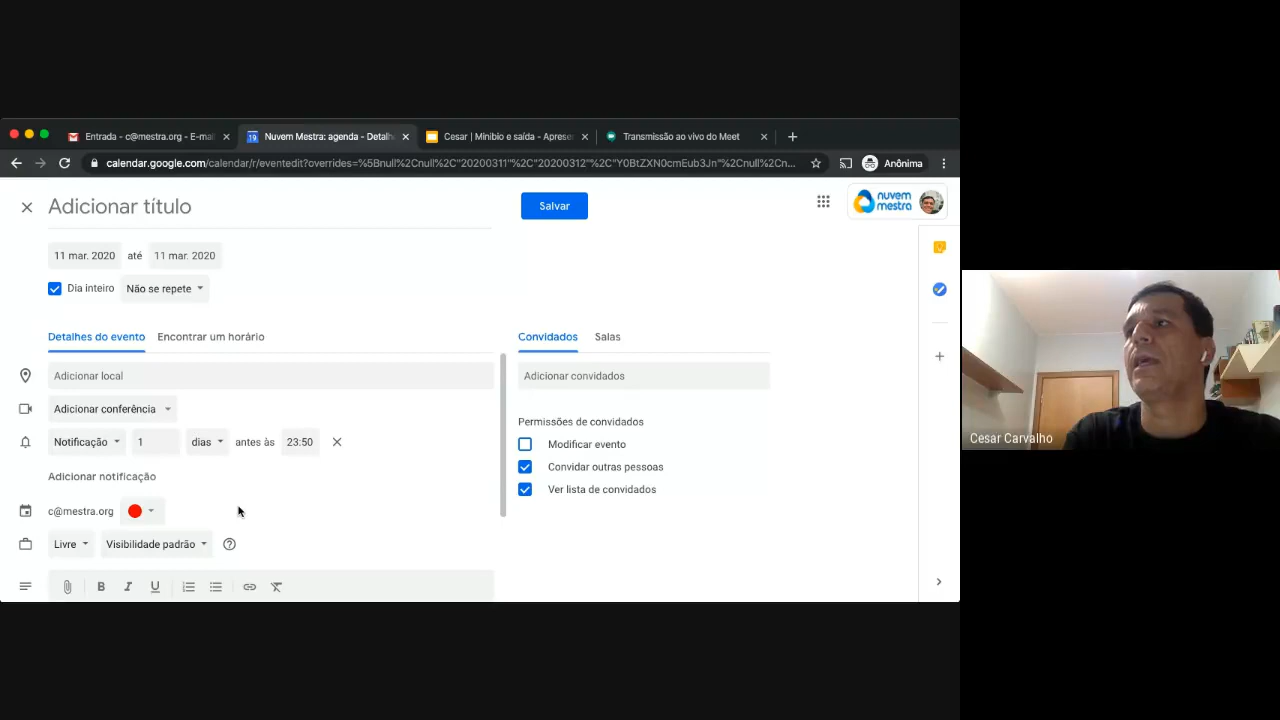 Entrada - c@mestra.org - E-mai
Nuvem Mestra: agenda - Detalh
Cesar | Minibio e saída - Aprese
Transmissão ao vivo do Meet
calendar.google.com/calendar/r/eventedit?overrides=%5Bnull%2Cnull%2C"20200311"%2C"20200312"%2C"Y0BtZXN0cmEub3Jn"%2Cnull%2Cn...
Anônima
Adicionar título
Salvar
nuvem
mestra
11 mar. 2020 até 11 mar. 2020
Dia inteiro Não se repete
Detalhes do evento Encontrar um horário
Convidados Salas
Adicionar local
Adicionar convidados
Adicionar conferência
Permissões de convidados
Notificação 1 dias antes às 23:50
Modificar evento
Convidar outras pessoas
Ver lista de convidados
Adicionar notificação
c@mestra.org
Livre Visibilidade padrão
B I U
Cesar Carvalho